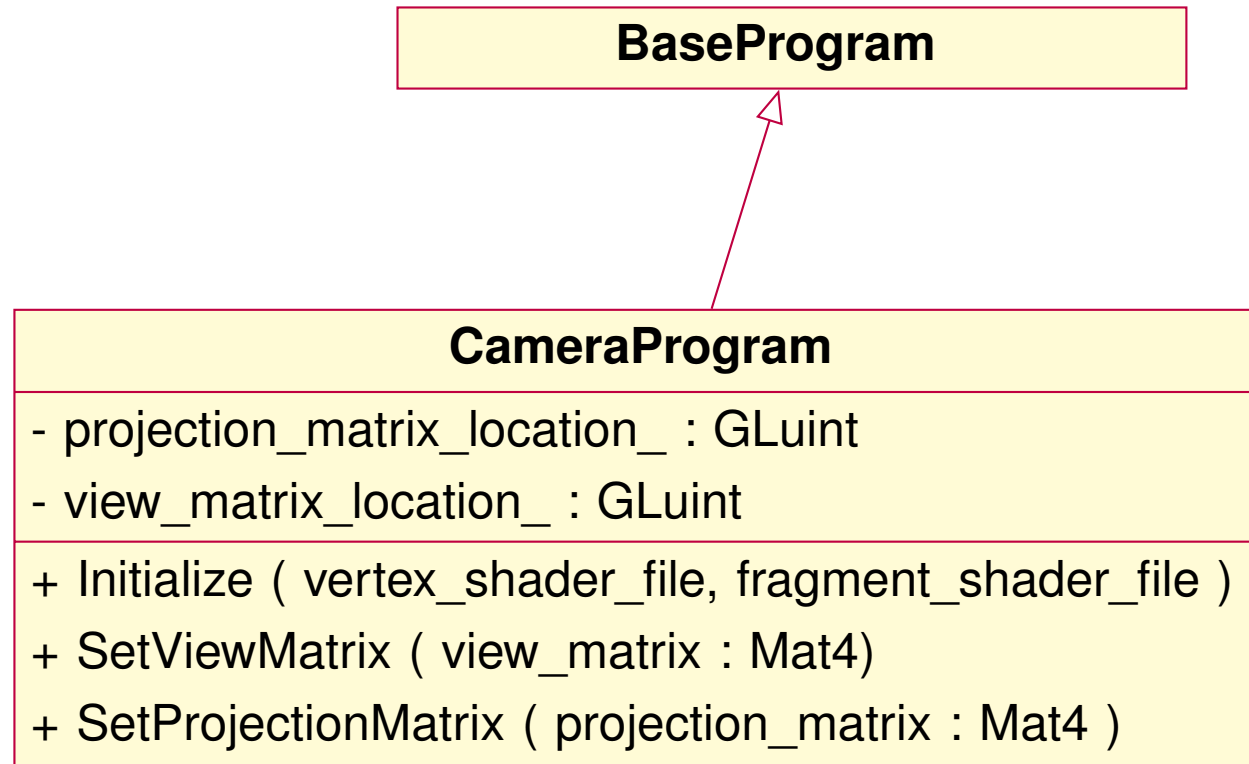 BaseProgram
CameraProgram
- projection_matrix_location_ : GLuint
- view_matrix_location_ : GLuint
+ Initialize ( vertex_shader_file, fragment_shader_file )
+ SetViewMatrix ( view_matrix : Mat4)
+ SetProjectionMatrix ( projection_matrix : Mat4 )